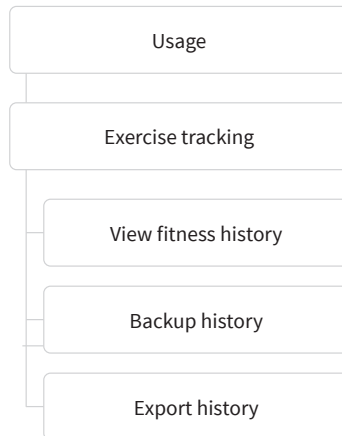 Usage
Exercise tracking
View fitness history
Backup history
Export history